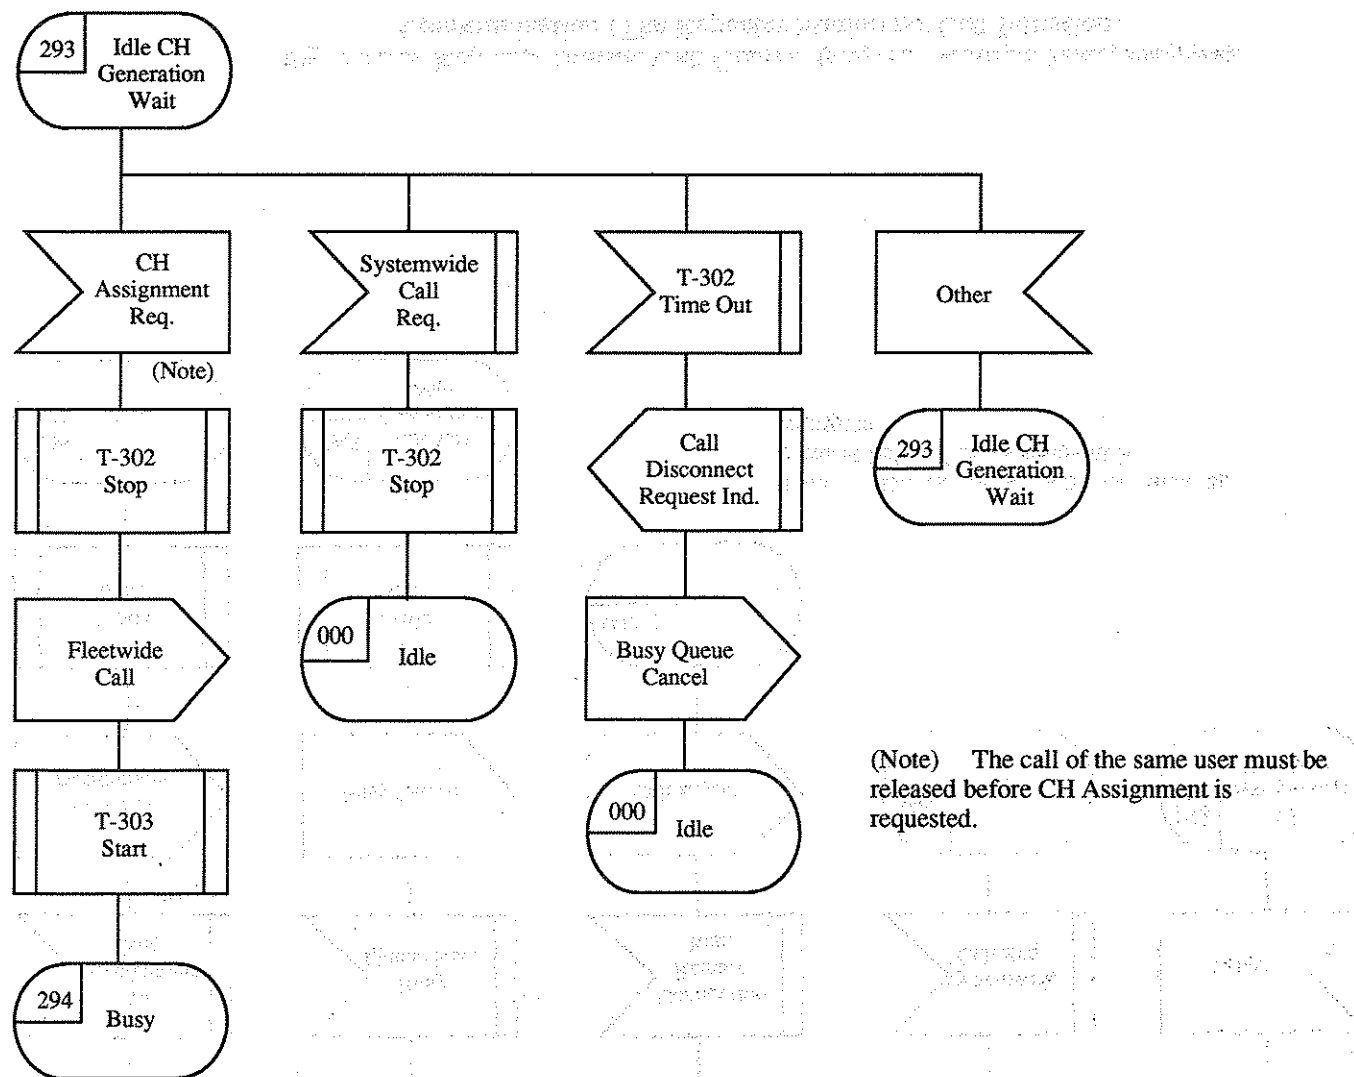 293
Idle CH
Generation
Wait
CH
Assignment
Req.
(Note)
T-302
Stop
Fleetwide
Call
T-303
Start
294
Busy
Systemwide
Call
Req.
T-302
Stop
000
Idle
T-302
Time Out
Call
Disconnect
Request Ind.
Busy Queue
Cancel
000
Idle
Other
293
Idle CH
Generation
Wait
(Note) The call of the same user must be
released before CH Assignment is
requested.